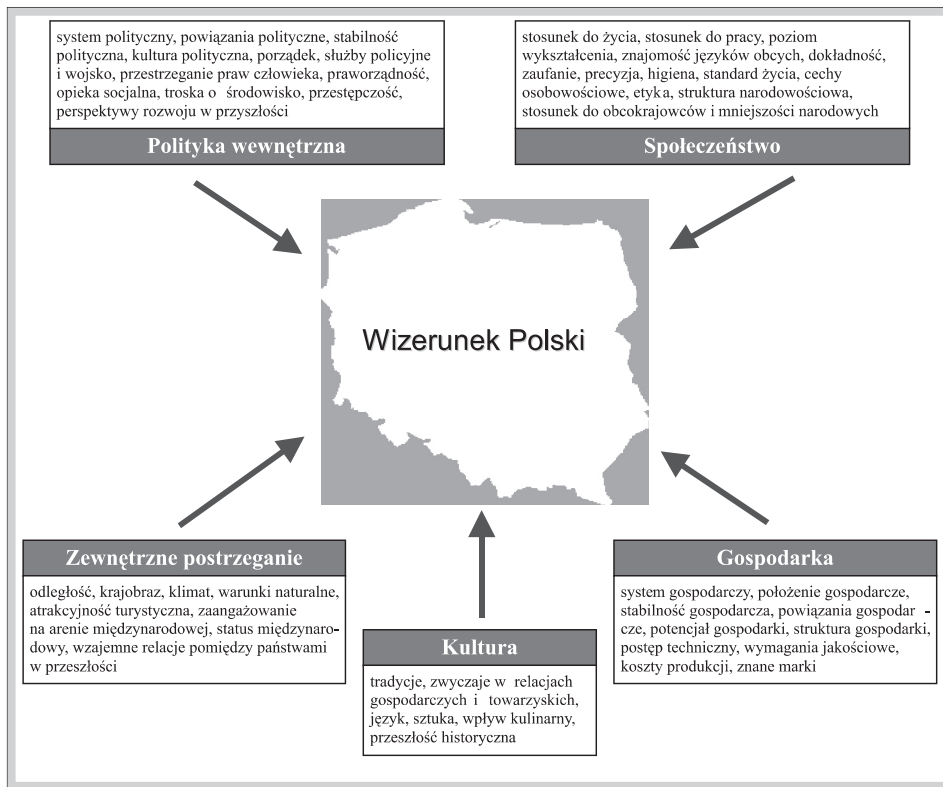 system polityczny, powiązania polityczne, stabilność
polityczna, kultura polityczna, porządek, służby policyjne
i wojsko, przestrzeganie praw człowieka, praworządność,
opieka socjalna, troska o środowisko, przestępczość,
perspektywy rozwoju w przyszłości
Polityka wewnętrzna
stosunek do życia, stosunek do pracy, poziom
wykształcenia, znajomość języków obcych, dokładność,
zaufanie, precyzja, higiena, standard życia, cechy
osobowościowe, etyka, struktura narodowościowa,
stosunek do obcokrajowców i mniejszości narodowych
Społeczeństwo
Wizerunek Polski
Zewnętrzne postrzeganie
odległość, krajobraz, klimat, warunki naturalne,
atrakcyjność turystyczna, zaangażowanie
na arenie międzynarodowej, status międzynaro-
dowy, wzajemne relacje pomiędzy państwami
w przeszłości
Kultura
tradycje, zwyczaje w relacjach
gospodarczych i towarzyskich,
język, sztuka, wpływ kulinarny,
przeszłość historyczna
Gospodarka
system gospodarczy, położenie gospodarcze,
stabilność gospodarcza, powiązania gospodar -
cze, potencjał gospodarki, struktura gospodarki,
postęp techniczny, wymagania jakościowe,
koszty produkcji, znane marki